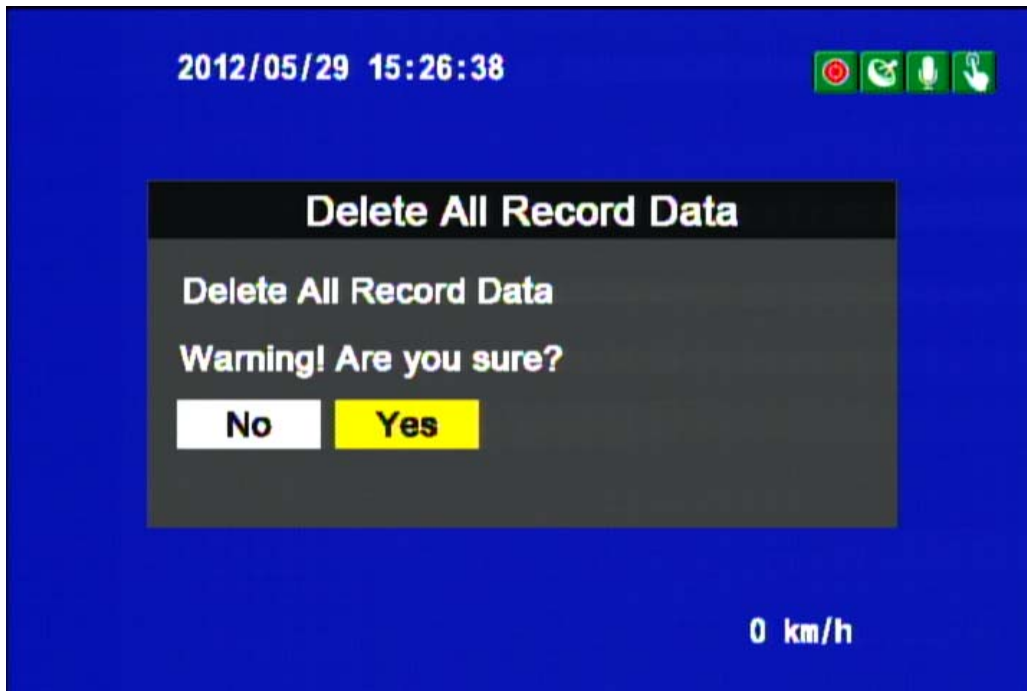 2012/05/29 15:26:38
Delete All Record Data
Delete All Record Data
Warning! Are you sure?
No Yes
0 km/h